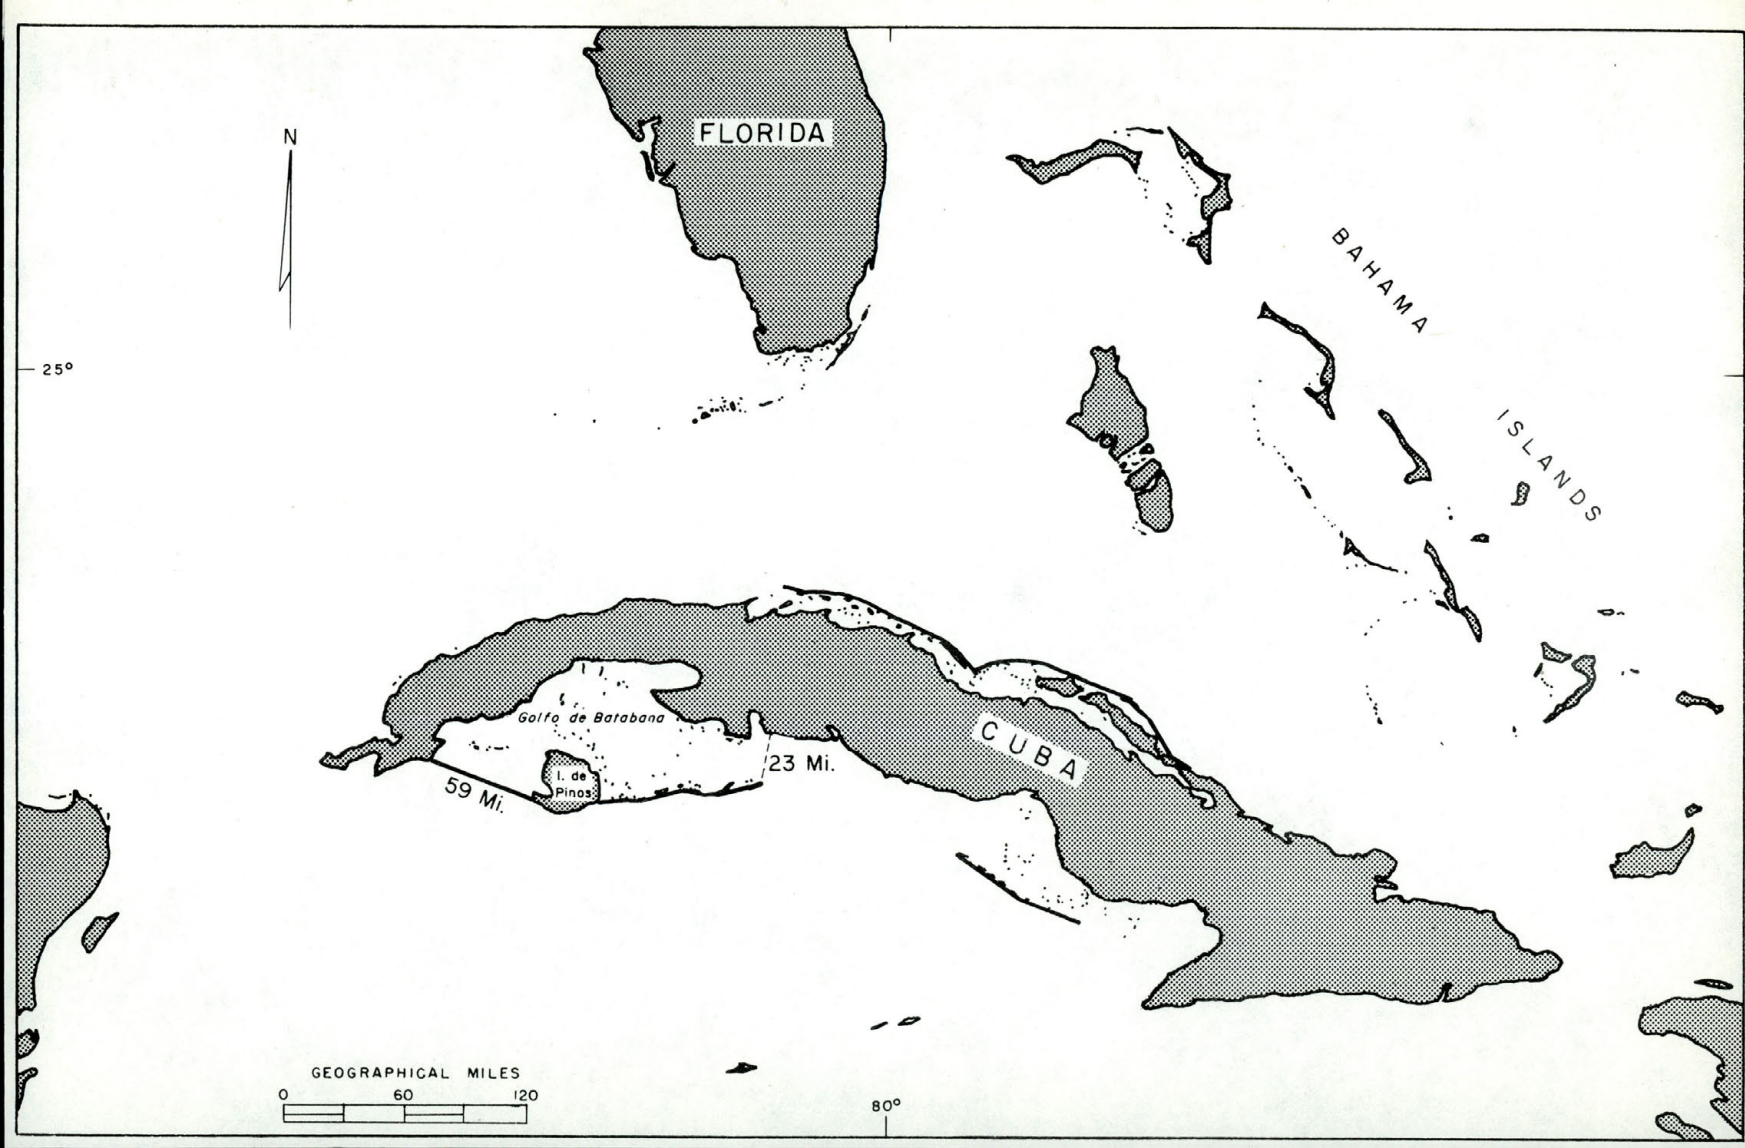 N
FLORIDA
BAHAMA
ISLANDS
25°
Golfo de Batabana
CUBA
23 Mi.
I. de
Pinos
59 Mi.
GEOGRAPHICAL MILES
0 60 120
80°